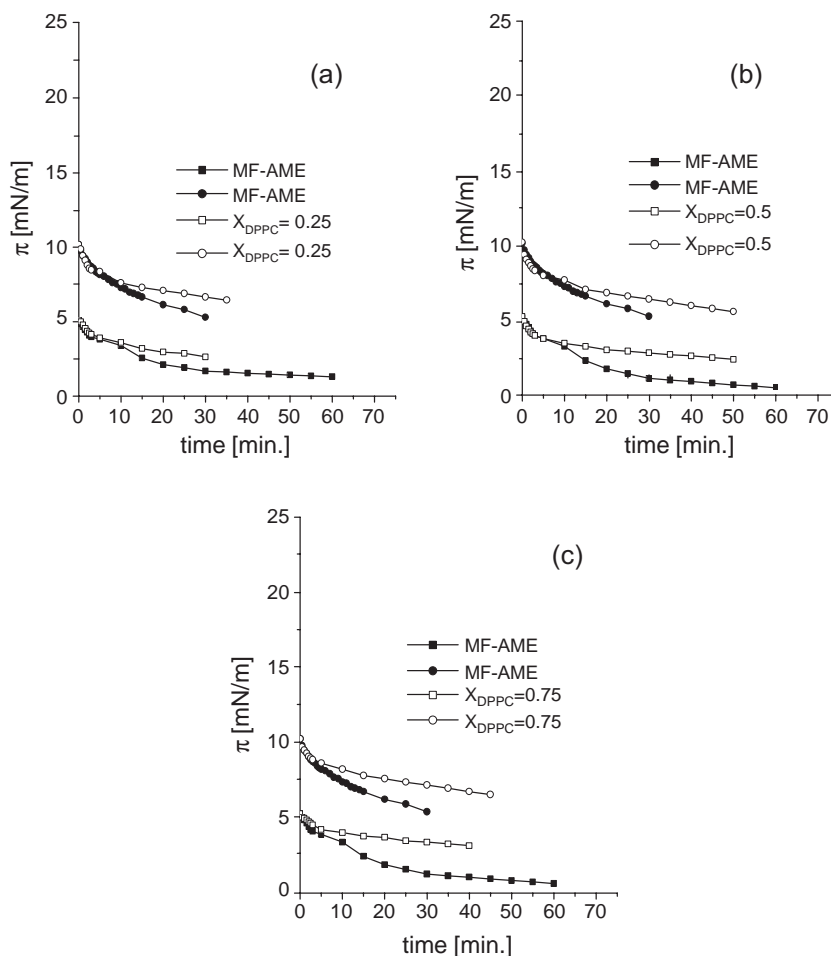 25
20
15
10
5
0
π [mN/m]
(a)
MF-AME
MF-AME
X_DPPC= 0.25
X_DPPC= 0.25
0 10 20 30 40 50 60 70
time [min.]
25
20
15
10
5
0
π [mN/m]
(b)
MF-AME
MF-AME
X_DPPC=0.5
X_DPPC=0.5
0 10 20 30 40 50 60 70
time [min.]
25
20
15
10
5
0
π [mN/m]
(c)
MF-AME
MF-AME
X_DPPC=0.75
X_DPPC=0.75
0 10 20 30 40 50 60 70
time [min.]